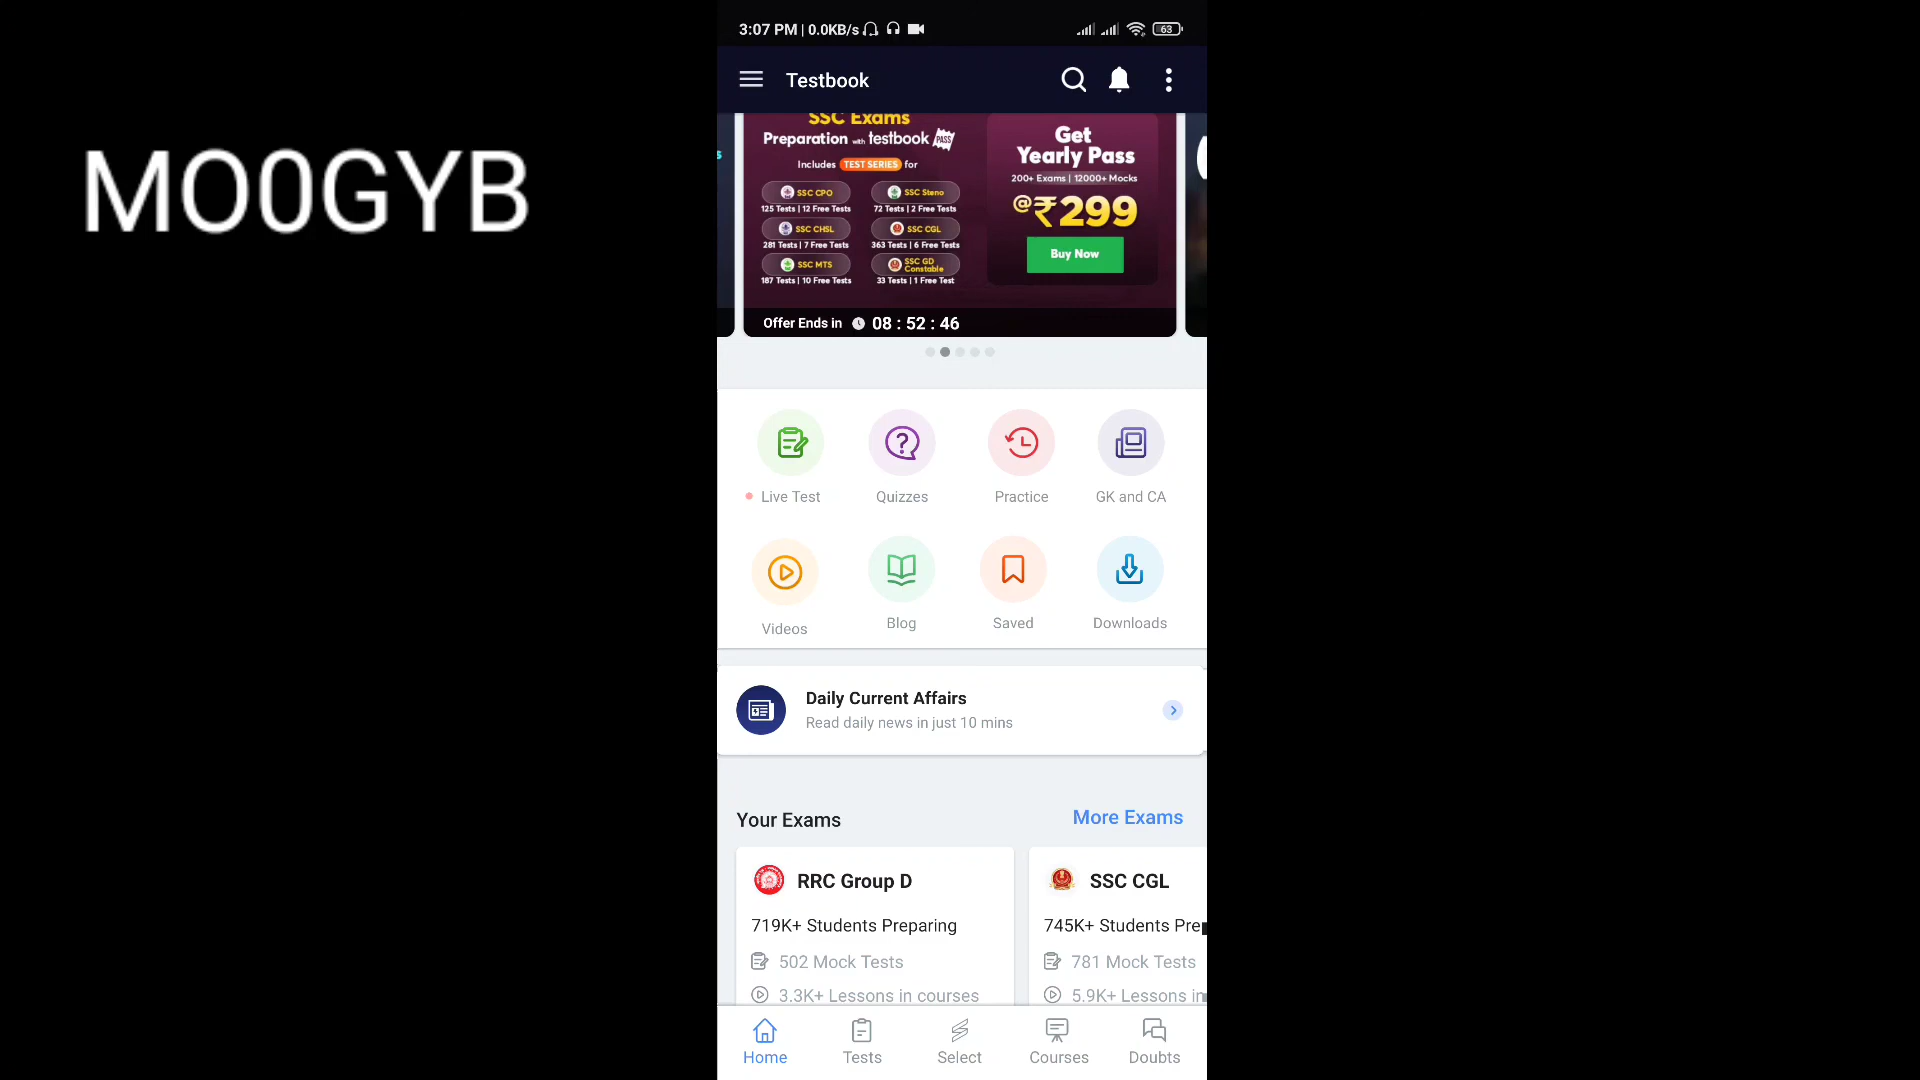 MO0GYB
3:07 PM | 0.0KB/s
63
Testbook
SSC Exams
Preparation with testbook PASS
Includes TEST SERIES for
SSC CPO
125 Tests | 12 Free Tests
SSC Steno
72 Tests | 2 Free Tests
SSC CHSL
281 Tests | 7 Free Tests
SSC CGL
363 Tests | 6 Free Tests
SSC MTS
187 Tests | 10 Free Tests
SSC GD
Constable
33 Tests | 1 Free Test
Get
Yearly Pass
200+ Exams | 12000+ Mocks
@₹299
Buy Now
Offer Ends in 08 : 52 : 46
Live Test
Quizzes
Practice
GK and CA
Videos
Blog
Saved
Downloads
Daily Current Affairs
Read daily news in just 10 mins
Your Exams
More Exams
RRC Group D
719K+ Students Preparing
502 Mock Tests
3.3K+ Lessons in courses
SSC CGL
745K+ Students Pre
781 Mock Tests
5.9K+ Lessons in
Home
Tests
Select
Courses
Doubts